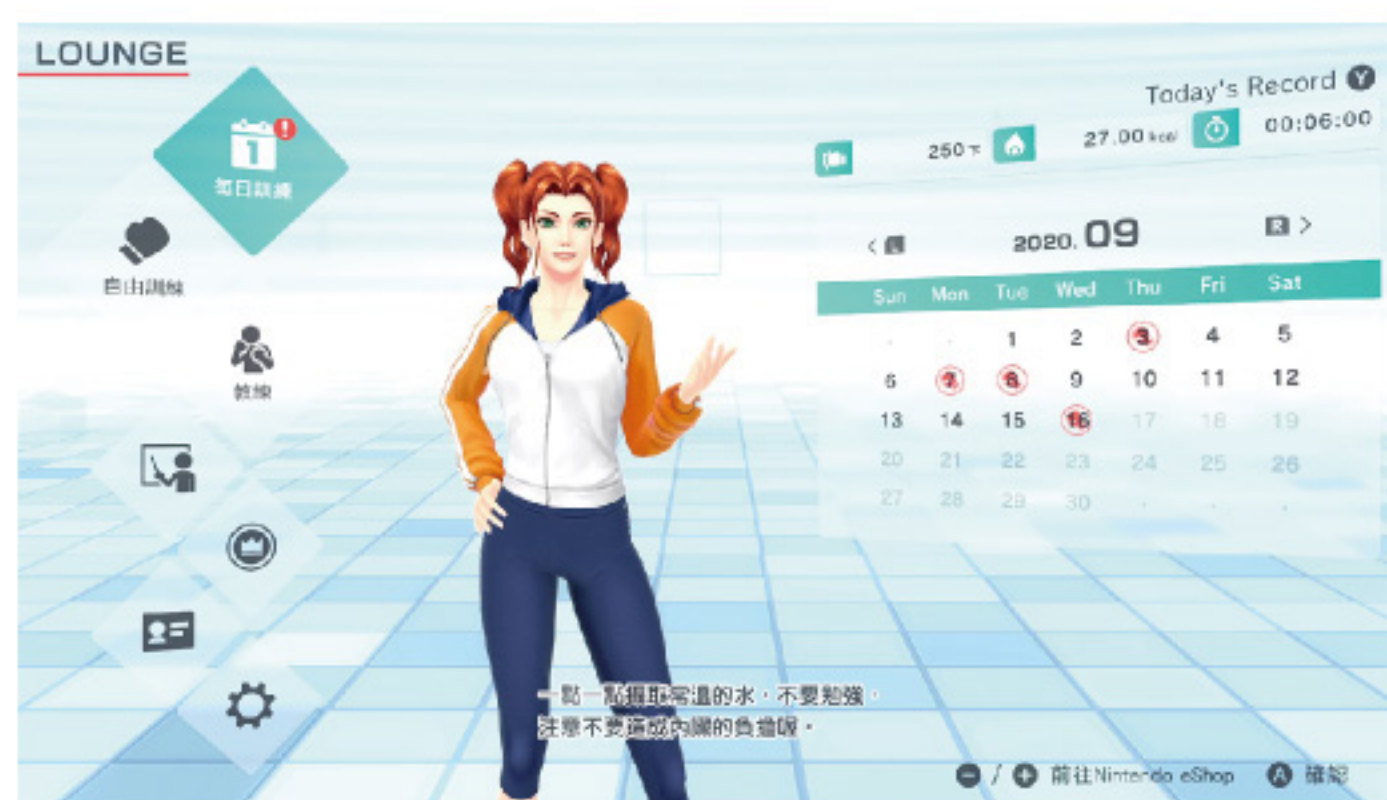 LOUNGE
Today's Record Y
250下 27.00 kcal 00:06:00
1
每日訓練
自由訓練
教練
< L 2020. 09 R >
Sun Mon Tue Wed Thu Fri Sat
1 2 3 4 5
6 7 8 9 10 11 12
13 14 15 16 17 18 19
20 21 22 23 24 25 26
27 28 29 30
一點一點攝取常溫的水,不要勉強。
注意不要造成內臟的負擔喔。
前往Nintendo eShop A 確認